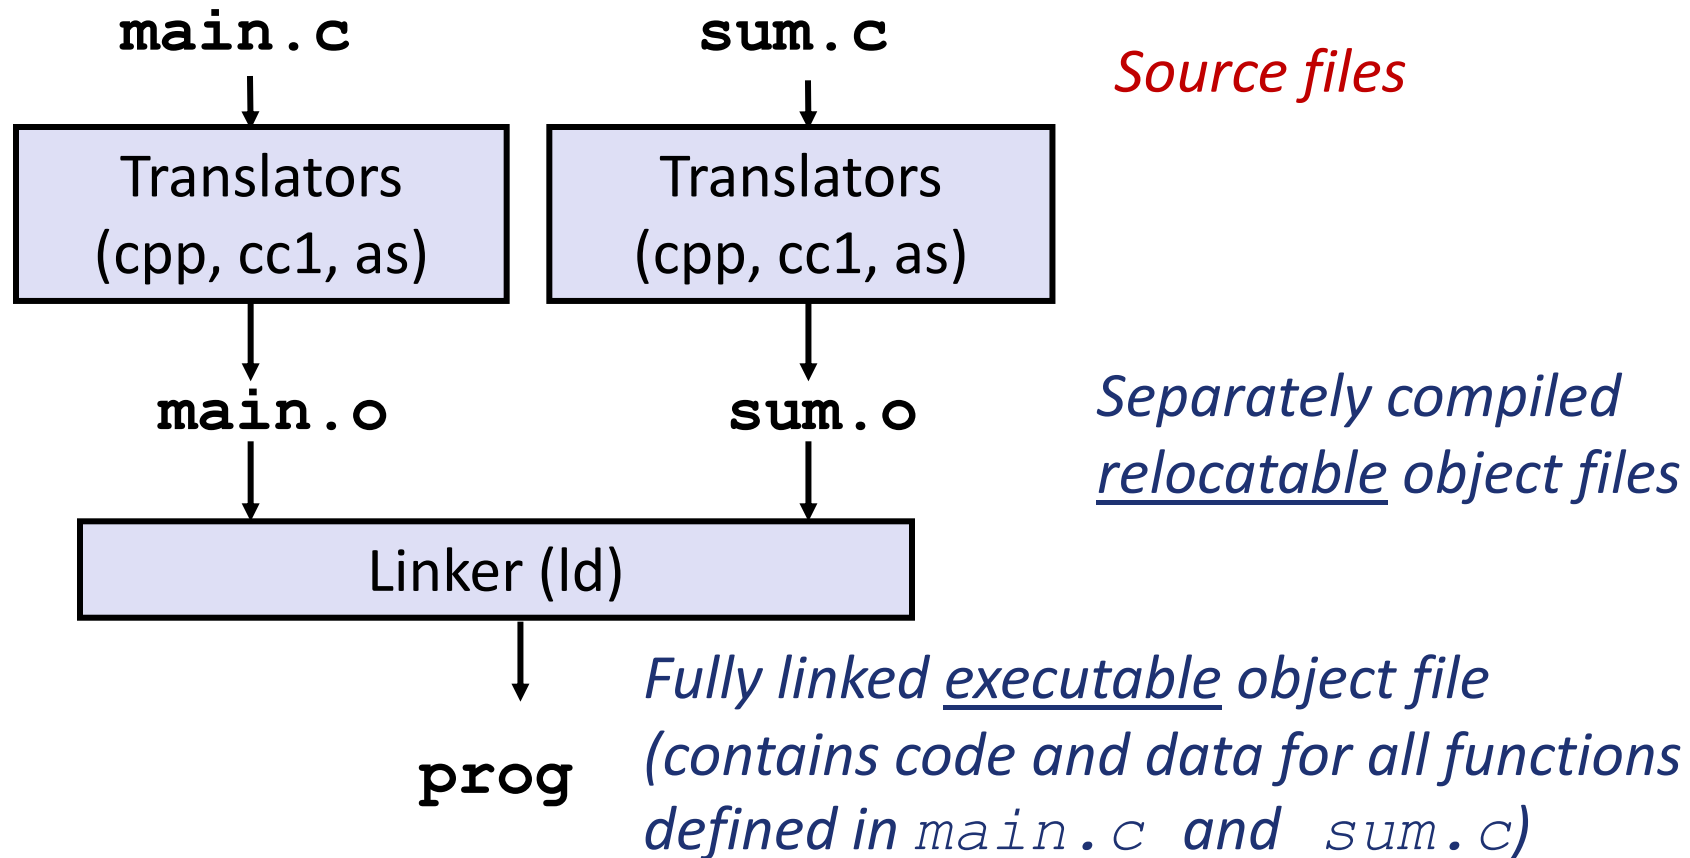 main.c
sum.c
Source files
Translators
(cpp, cc1, as)
Translators
(cpp, cc1, as)
main.o
sum.o
Separately compiled
relocatable object files
Linker (ld)
Fully linked executable object file
(contains code and data for all functions
defined in main.c and sum.c)
prog